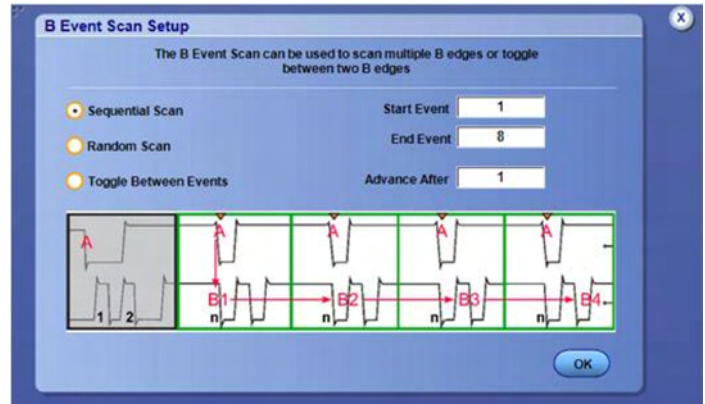 B Event Scan Setup
X
The B Event Scan can be used to scan multiple B edges or toggle
between two B edges
Sequential Scan
Start Event 1
Random Scan
End Event 8
Toggle Between Events
Advance After 1
A A A A A
B1 B2 B3 B4
1 2 n n n n
OK